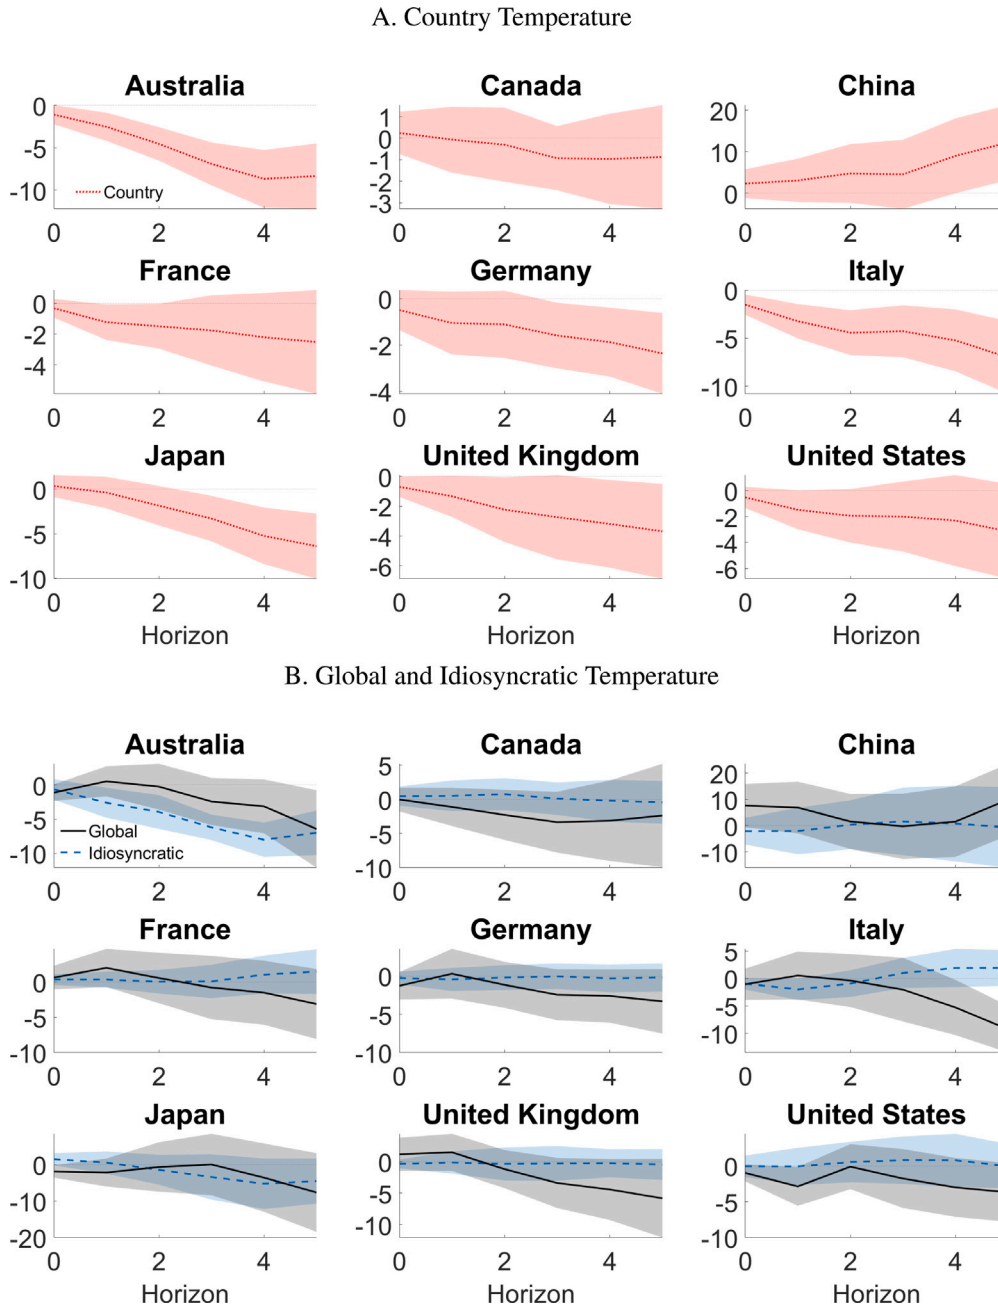 A. Country Temperature
Australia
0
-5
-10
Country
0 2 4
Canada
1
0
-1
-2
-3
0 2 4
China
20
10
0
0 2 4
France
0
-2
-4
0 2 4
Germany
0
-2
-4
0 2 4
Italy
0
-5
-10
0 2 4
Japan
0
-5
-10
0 2 4
Horizon
United Kingdom
0
-2
-4
-6
0 2 4
Horizon
United States
0
-2
-4
-6
0 2 4
Horizon
B. Global and Idiosyncratic Temperature
Australia
0
-5
-10
Global
Idiosyncratic
0 2 4
Canada
5
0
-5
-10
0 2 4
China
20
10
0
-10
0 2 4
France
0
-5
-10
0 2 4
Germany
0
-5
-10
0 2 4
Italy
5
0
-5
-10
0 2 4
Japan
0
-10
-20
0 2 4
Horizon
United Kingdom
0
-5
-10
0 2 4
Horizon
United States
0
-5
-10
0 2 4
Horizon